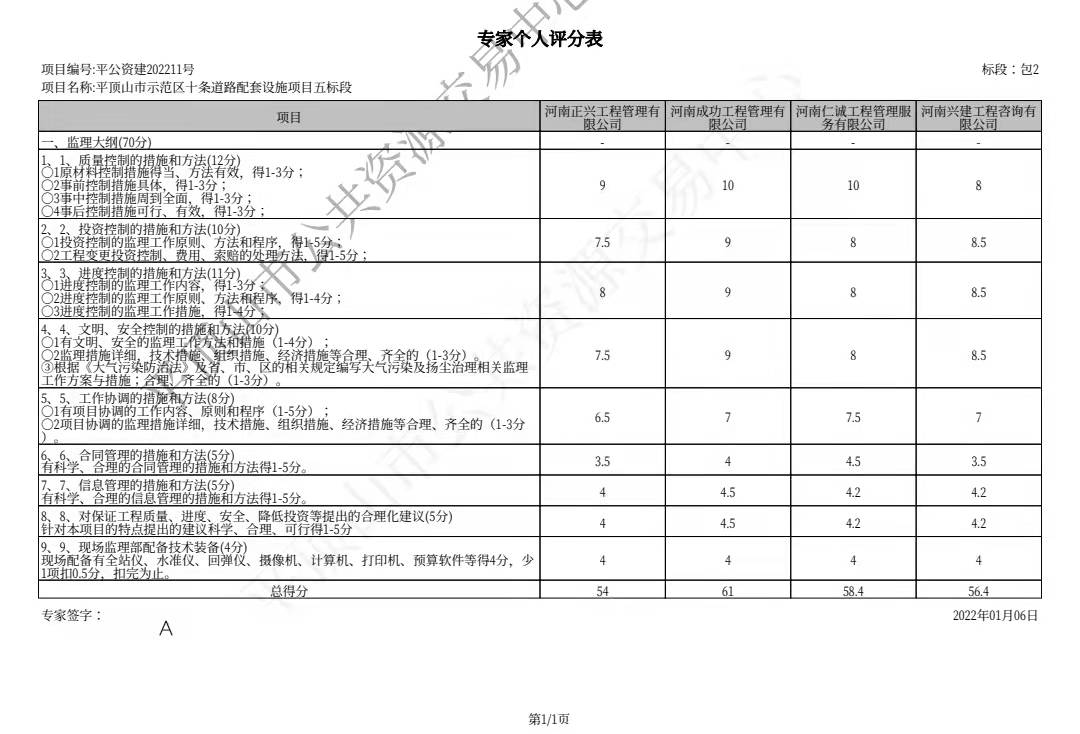 专家个人评分表
项目编号:平公资建202211号
标段：包2
项目名称:平顶山市示范区十条道路配套设施项目五标段
项目 河南正兴工程管理有限公司 河南成功工程管理有限公司 河南仁诚工程管理服务有限公司 河南兴建工程咨询有限公司
一、监理大纲(70分) - - - -
1、1、质量控制的措施和方法(12分)
〇1原材料控制措施得当、方法有效，得1-3分；
〇2事前控制措施具体，得1-3分；
〇3事中控制措施周到全面，得1-3分；
〇4事后控制措施可行、有效，得1-3分；
9 10 10 8
2、2、投资控制的措施和方法(10分)
〇1投资控制的监理工作原则、方法和程序，得1-5分；
〇2工程变更投资控制、费用、索赔的处理方法，得1-5分；
7.5 9 8 8.5
3、3、进度控制的措施和方法(11分)
〇1进度控制的监理工作内容，得1-3分；
〇2进度控制的监理工作原则、方法和程序，得1-4分；
〇3进度控制的监理工作措施，得1-4分；
8 9 8 8.5
4、4、文明、安全控制的措施和方法(10分)
〇1有文明、安全的监理工作方法和措施（1-4分）；
〇2监理措施详细，技术措施、组织措施、经济措施等合理、齐全的（1-3分）。
③根据《大气污染防治法》及省、市、区的相关规定编写大气污染及扬尘治理相关监理
工作方案与措施；合理、齐全的（1-3分）。
7.5 9 8 8.5
5、5、工作协调的措施和方法(8分)
〇1有项目协调的工作内容、原则和程序（1-5分）；
〇2项目协调的监理措施详细，技术措施、组织措施、经济措施等合理、齐全的（1-3分
）。
6.5 7 7.5 7
6、6、合同管理的措施和方法(5分)
有科学、合理的合同管理的措施和方法得1-5分。
3.5 4 4.5 3.5
7、7、信息管理的措施和方法(5分)
有科学、合理的信息管理的措施和方法得1-5分。
4 4.5 4.2 4.2
8、8、对保证工程质量、进度、安全、降低投资等提出的合理化建议(5分)
针对本项目的特点提出的建议科学、合理、可行得1-5分
4 4.5 4.2 4.2
9、9、现场监理部配备技术装备(4分)
现场配备有全站仪、水准仪、回弹仪、摄像机、计算机、打印机、预算软件等得4分，少
1项扣0.5分，扣完为止。
4 4 4 4
总得分 54 61 58.4 56.4
专家签字：
A
2022年01月06日
第1/1页
平顶山市公共资源交易中心
平顶山市公共资源交易中心